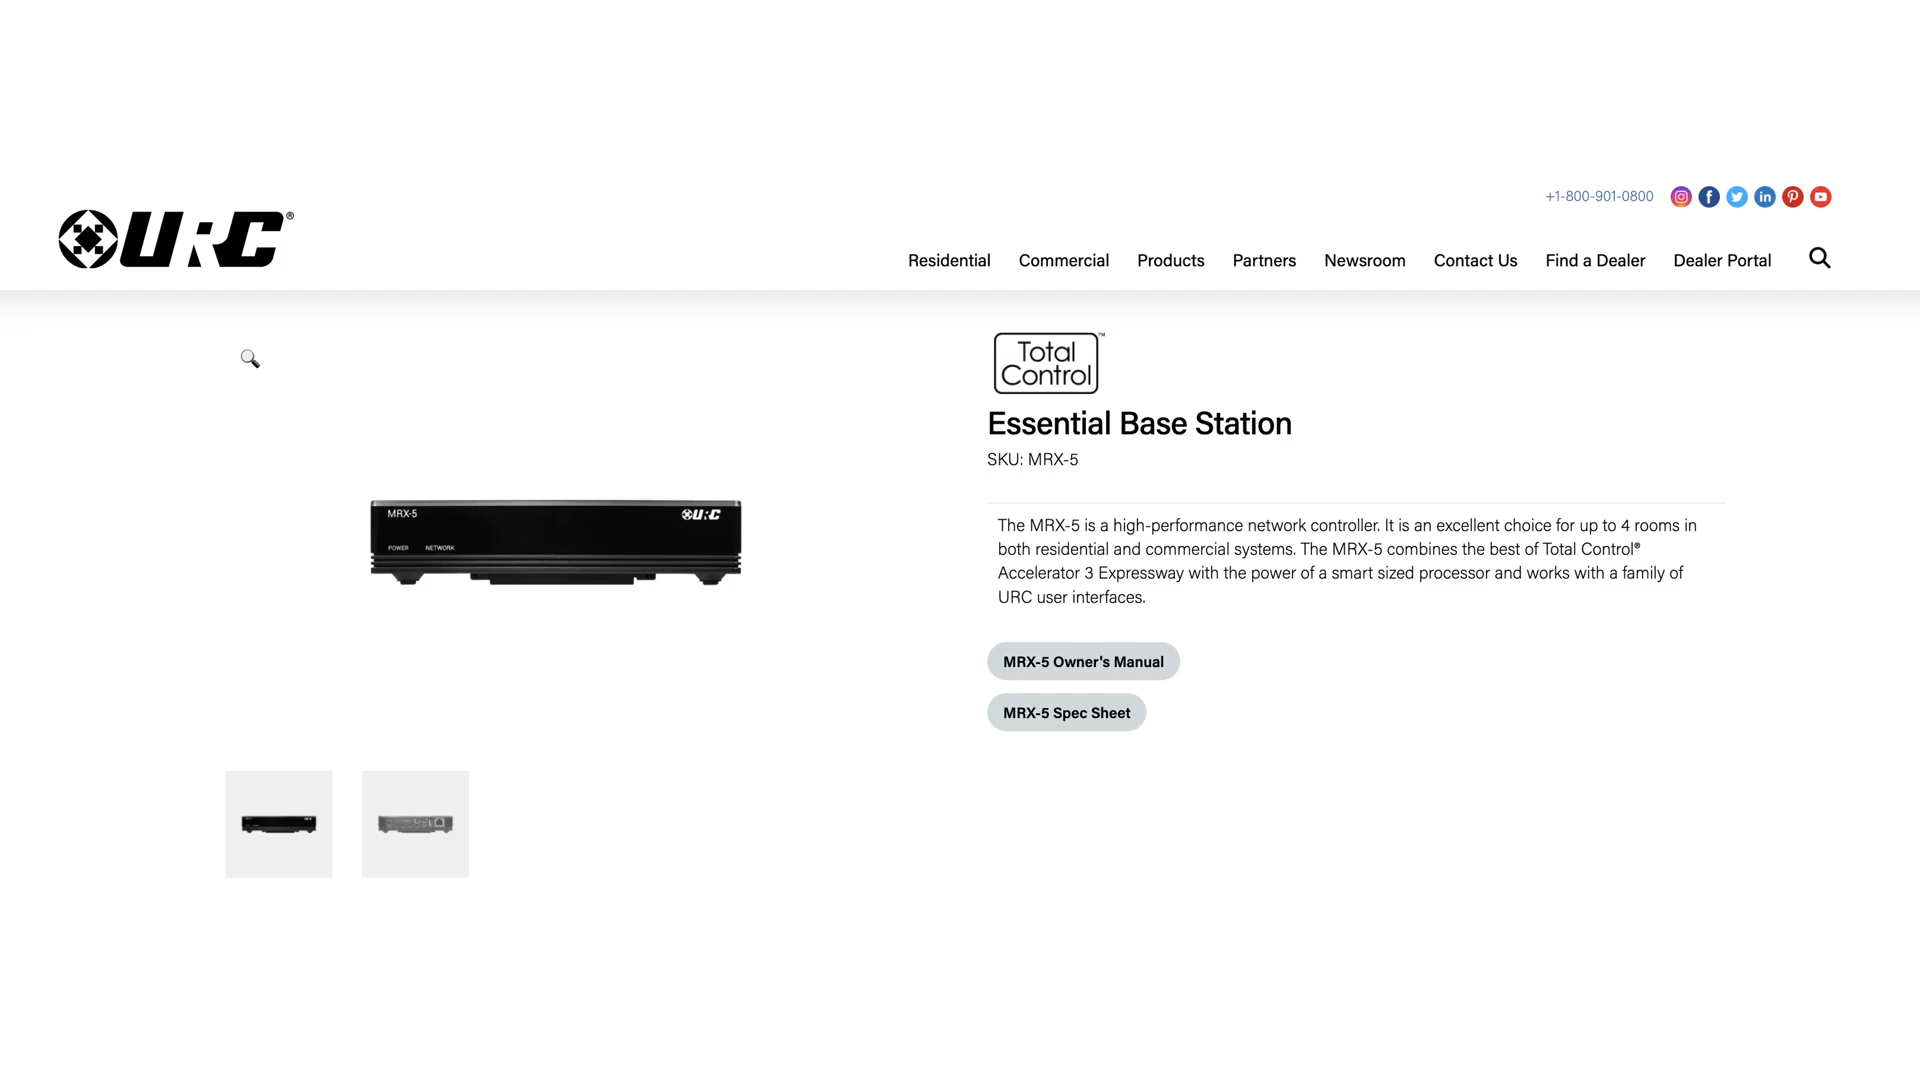 +1-800-901-0800
URC®
Residential Commercial Products Partners Newsroom Contact Us Find a Dealer Dealer Portal
Total
Control™
Essential Base Station
SKU: MRX-5
MRX-5
URC
POWER NETWORK
The MRX-5 is a high-performance network controller. It is an excellent choice for up to 4 rooms in
both residential and commercial systems. The MRX-5 combines the best of Total Control®
Accelerator 3 Expressway with the power of a smart sized processor and works with a family of
URC user interfaces.
MRX-5 Owner's Manual
MRX-5 Spec Sheet